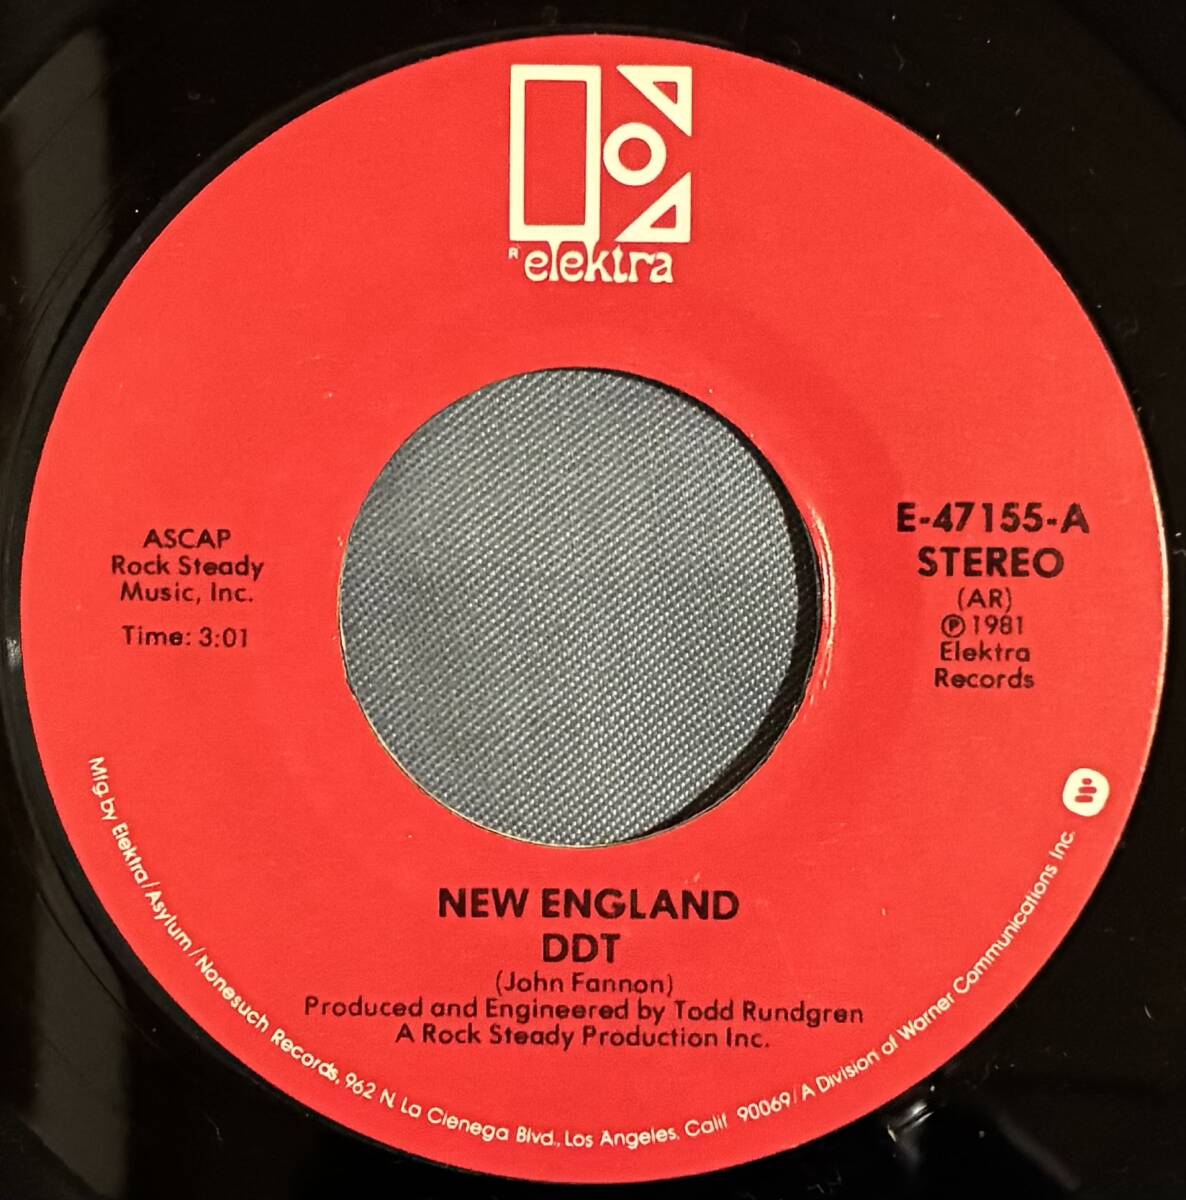 R elektra
ASCAP
Rock Steady
Music, Inc.
Time: 3:01
E-47155-A
STEREO
(AR)
℗ 1981
Elektra
Records
NEW ENGLAND
DDT
(John Fannon)
Produced and Engineered by Todd Rundgren
A Rock Steady Production Inc.
Mfg. by Elektra/Asylum/Nonesuch Records, 962 N. La Cienega Blvd., Los Angeles, Calif 90069/A Division of Warner Communications Inc.